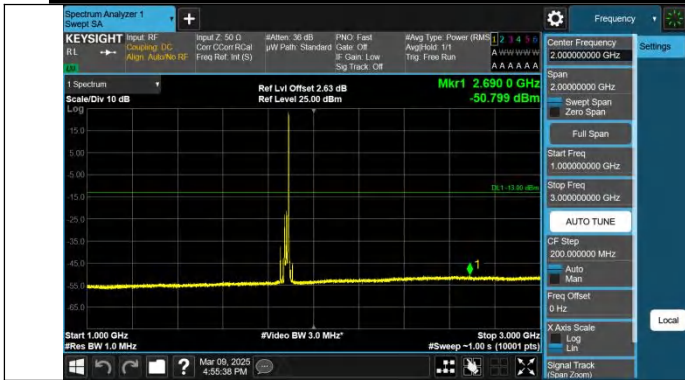 Spectrum Analyzer 1
Swept SA
+
Frequency
KEYSIGHT
RL
Input: RF
Coupling: DC
Align: Auto/No RF
Input Z: 50 Ω
Corr CCorr RCal
Freq Ref: Int (S)
#Atten: 36 dB
µW Path: Standard
PNO: Fast
Gate: Off
IF Gain: Low
Sig Track: Off
#Avg Type: Power (RMS
Avg|Hold: 1/1
Trig: Free Run
1 2 3 4 5 6
A W W W W W
A A A A A A
1 Spectrum
Scale/Div 10 dB
Log
Ref Lvl Offset 2.63 dB
Ref Level 25.00 dBm
Mkr1 2.690 0 GHz
-50.799 dBm
15.0
5.00
-5.00
-15.0
-25.0
-35.0
-45.0
-55.0
-65.0
DL1 -13.00 dBm
1
Start 1.000 GHz
#Res BW 1.0 MHz
#Video BW 3.0 MHz*
Stop 3.000 GHz
#Sweep ~1.00 s (10001 pts)
Mar 09, 2025
4:55:38 PM
?
Center Frequency
2.000000000 GHz
Settings
Span
2.00000000 GHz
Swept Span
Zero Span
Full Span
Start Freq
1.000000000 GHz
Stop Freq
3.000000000 GHz
AUTO TUNE
CF Step
200.000000 MHz
Auto
Man
Freq Offset
0 Hz
X Axis Scale
Log
Lin
Local
Signal Track
(Span Zoom)